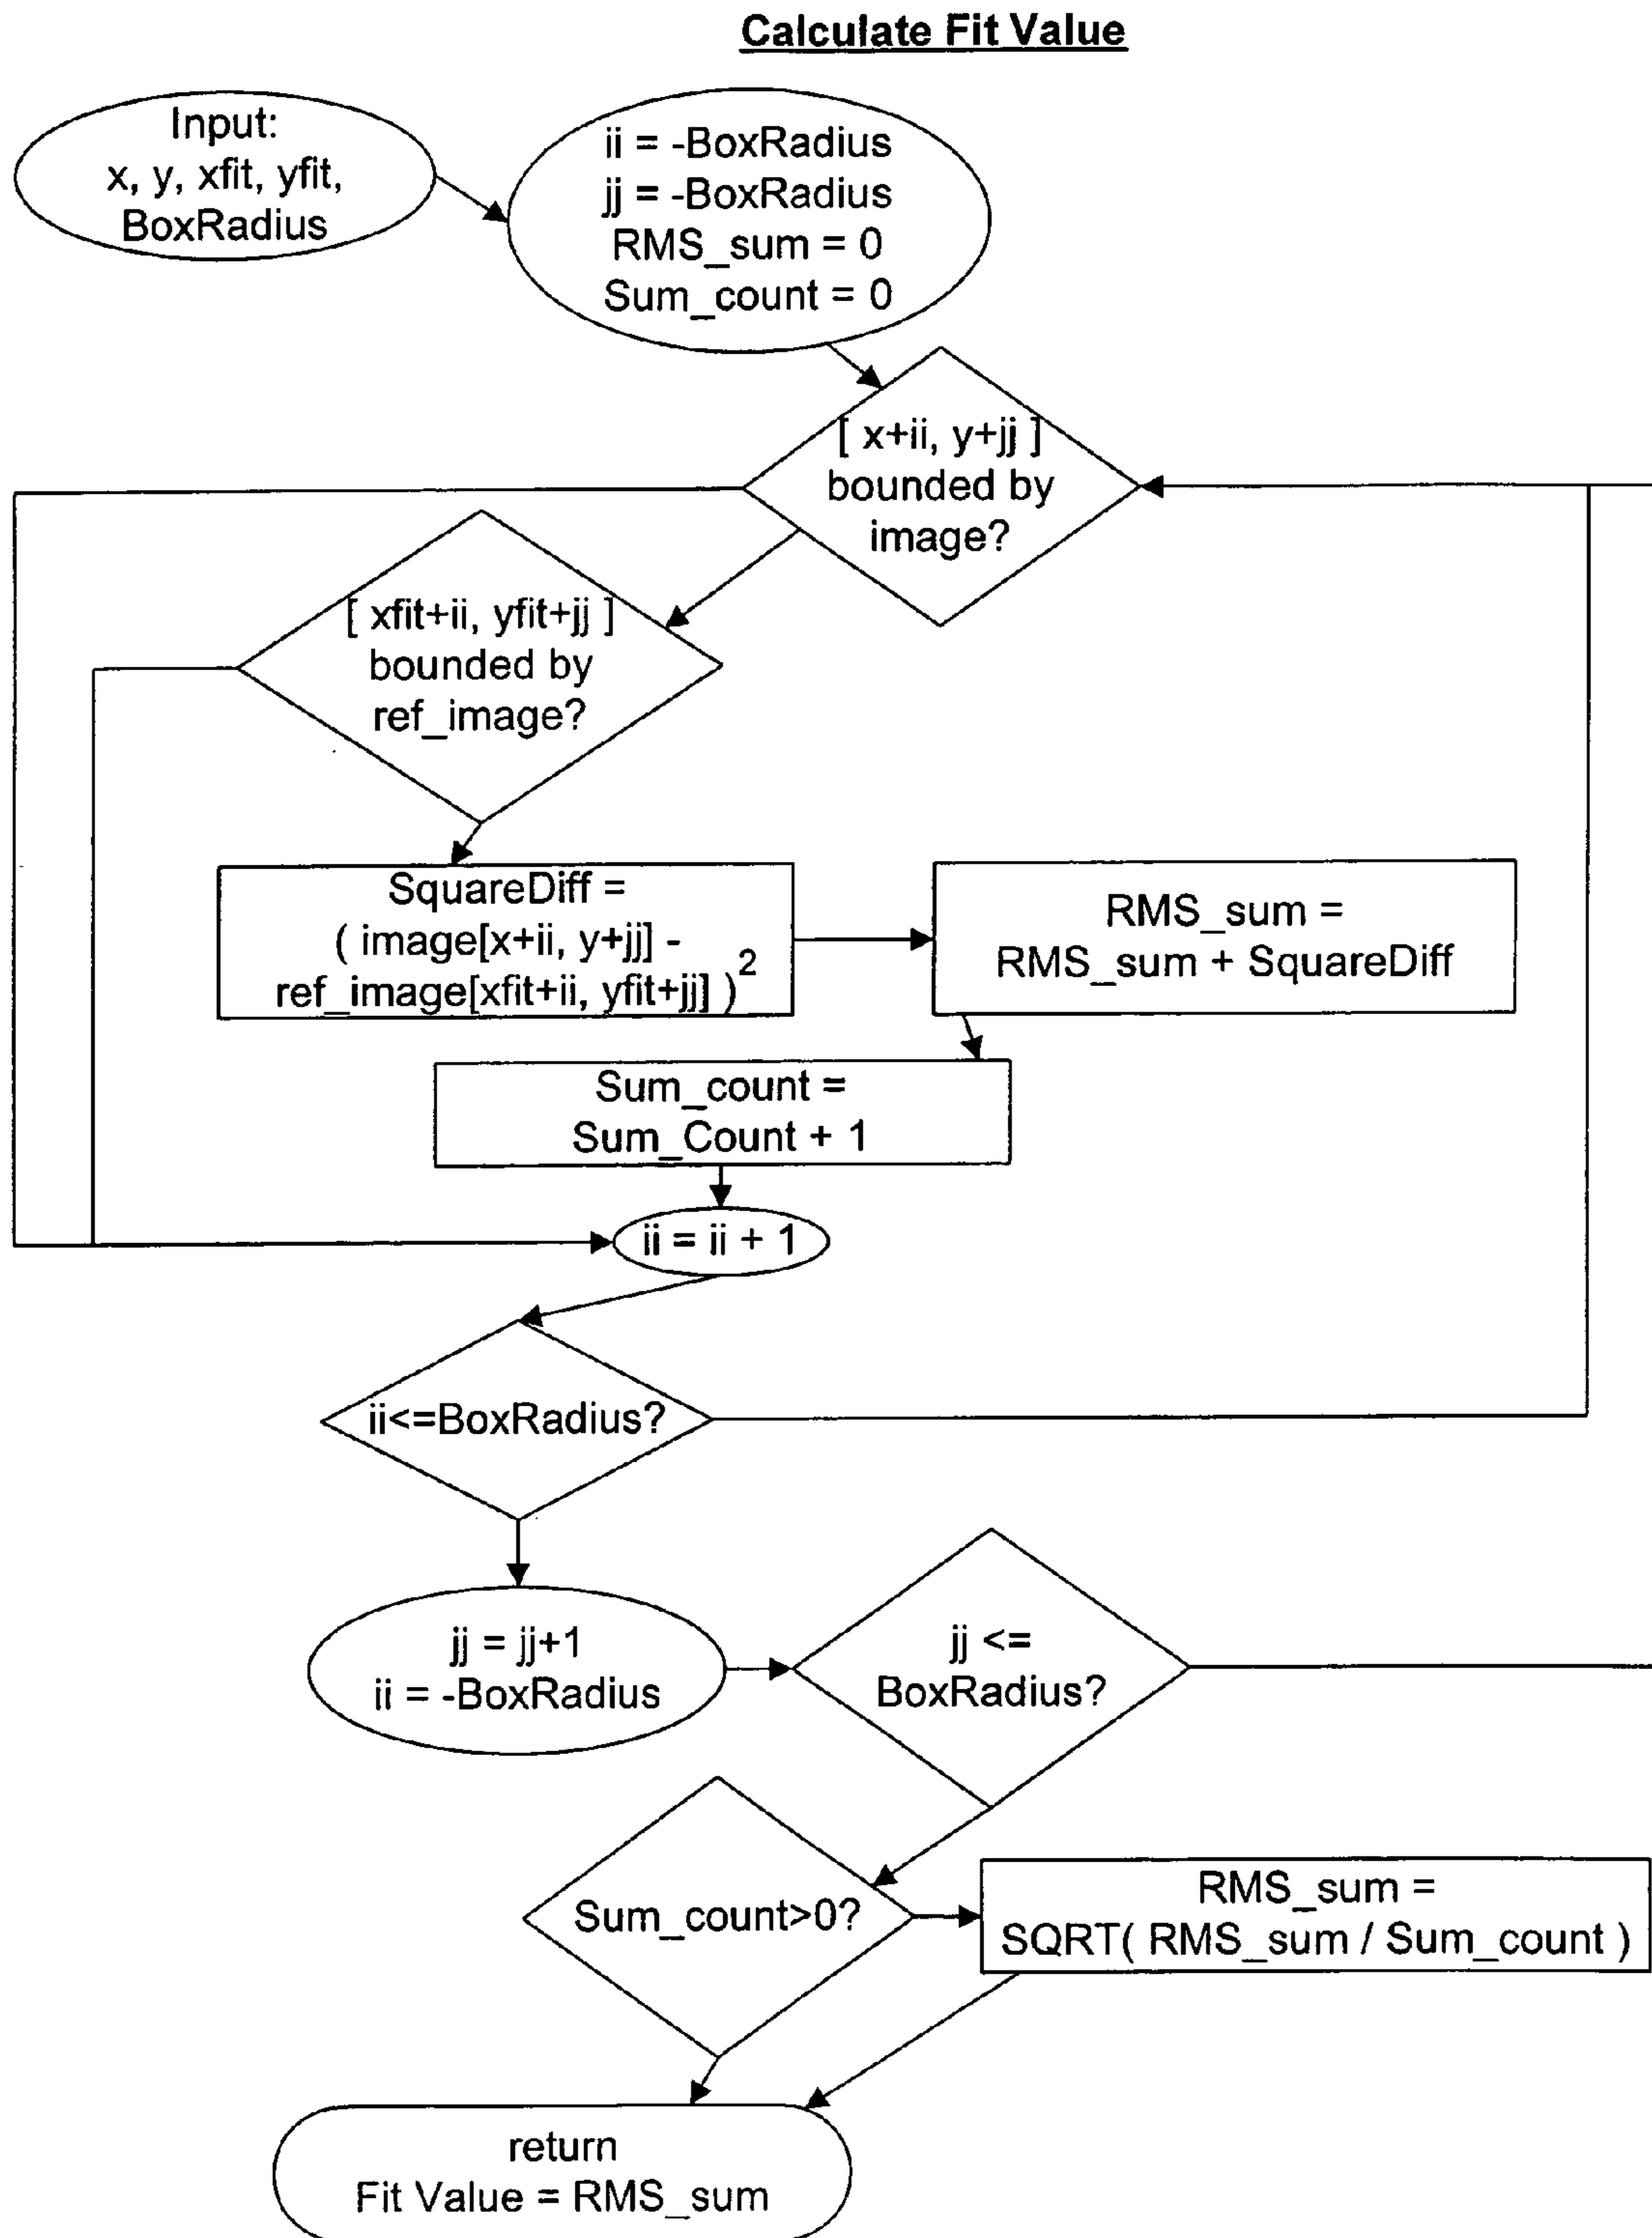 Calculate Fit Value
Input:
x, y, xfit, yfit,
BoxRadius
ii = -BoxRadius
jj = -BoxRadius
RMS_sum = 0
Sum_count = 0
[ x+ii, y+jj ]
bounded by
image?
[ xfit+ii, yfit+jj ]
bounded by
ref_image?
SquareDiff =
( image[x+ii, y+jj] -
ref_image[xfit+ii, yfit+jj] )²
RMS_sum =
RMS_sum + SquareDiff
Sum_count =
Sum_Count + 1
ii = ii + 1
ii<=BoxRadius?
jj = jj+1
ii = -BoxRadius
jj <=
BoxRadius?
Sum_count>0?
RMS_sum =
SQRT( RMS_sum / Sum_count )
return
Fit Value = RMS_sum